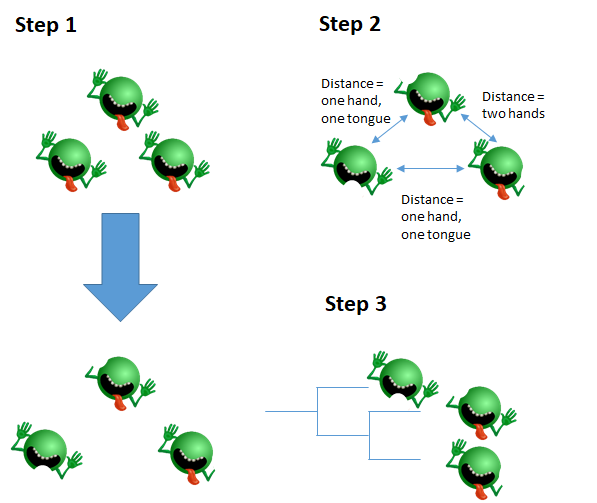 Step 1
Step 2
Distance =
one hand,
one tongue
Distance =
two hands
Distance =
one hand,
one tongue
Step 3